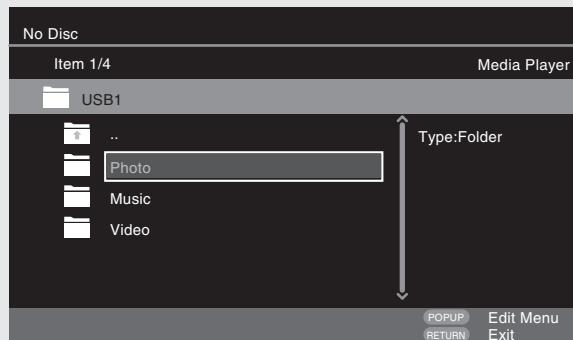 No Disc
Item 1/4 Media Player
USB1
..
Type:Folder
Photo
Music
Video
POPUP Edit Menu
RETURN Exit